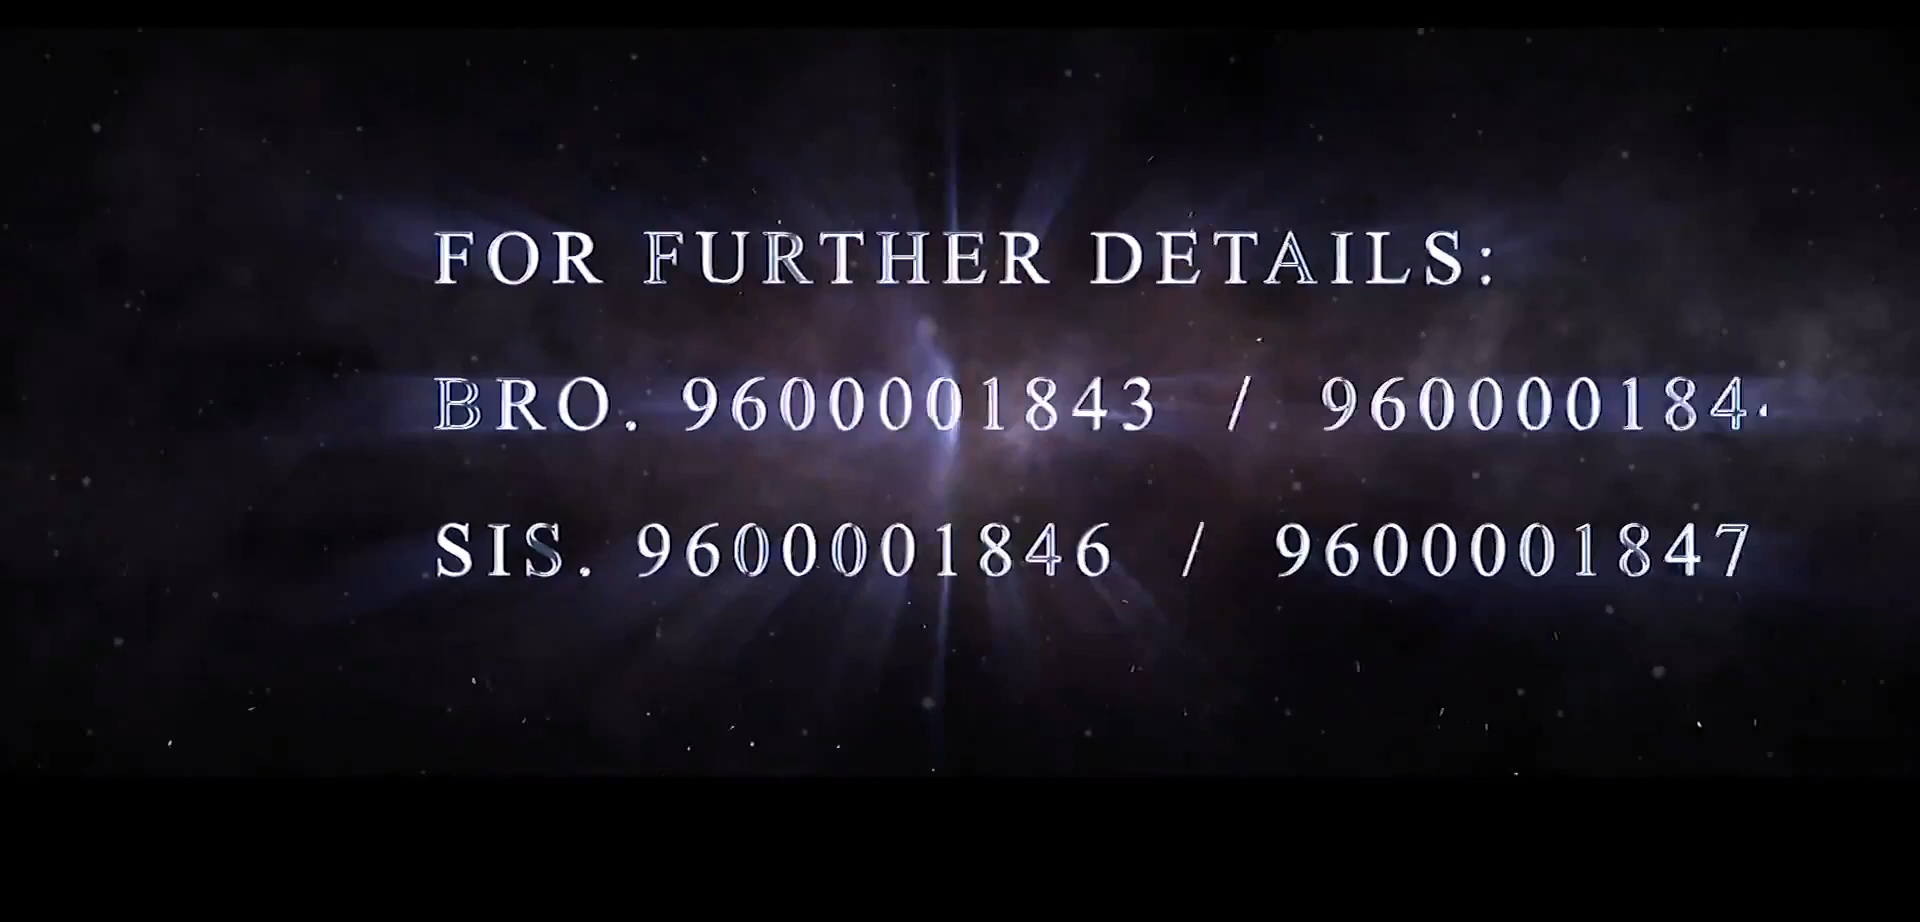 FOR FURTHER DETAILS:
BRO. 9600001843 / 960000184
SIS. 9600001846 / 9600001847